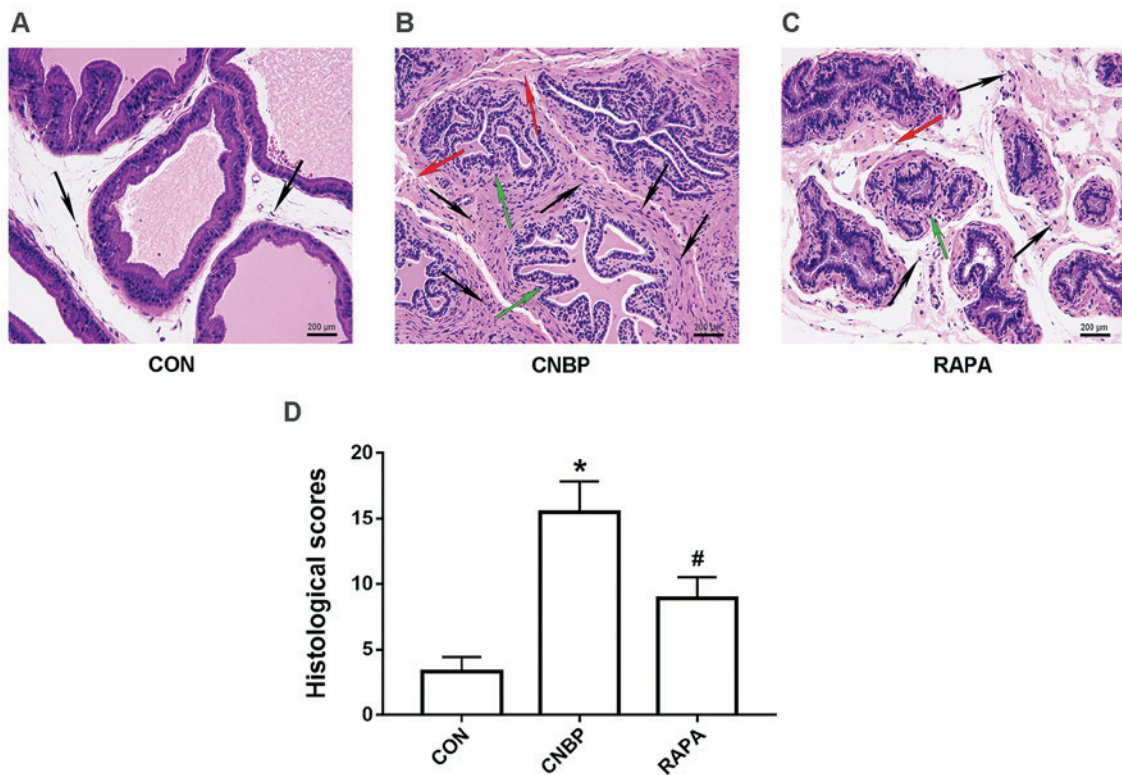 A
B
C
200 µm
200 µm
200 µm
CON
CNBP
RAPA
D
Histological scores
20
15
10
5
0
*
#
CON
CNBP
RAPA